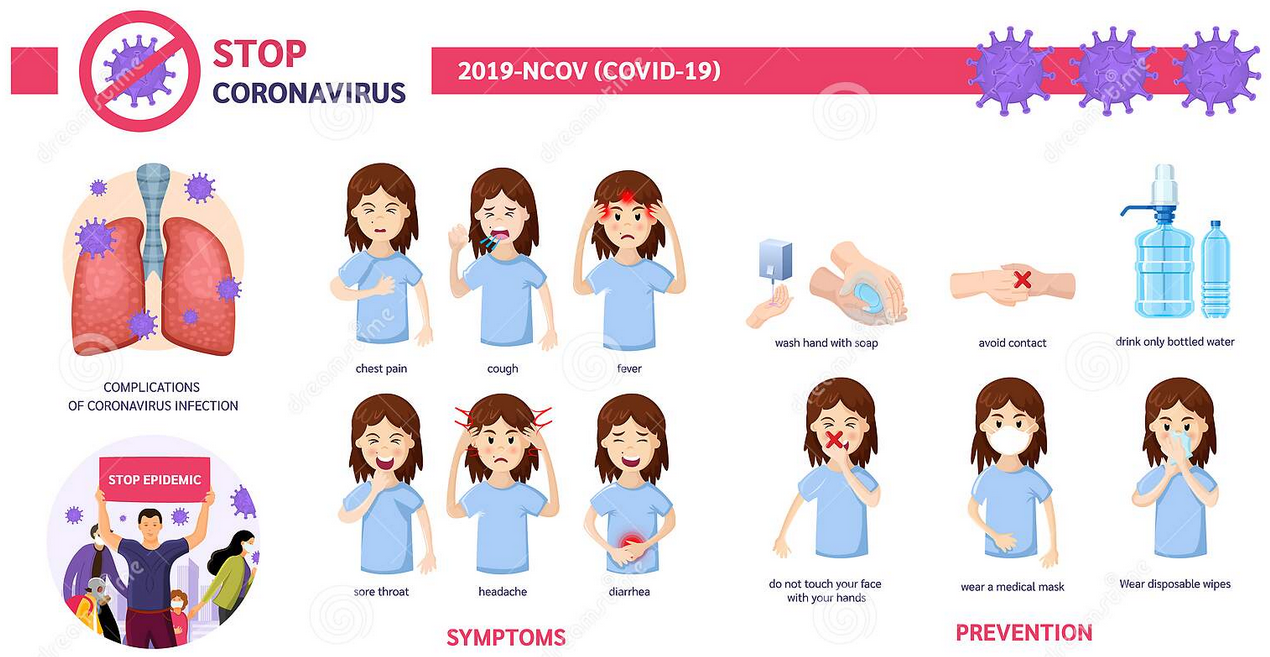 STOP
CORONAVIRUS
2019-NCOV (COVID-19)
COMPLICATIONS
OF CORONAVIRUS INFECTION
STOP EPIDEMIC
chest pain
cough
fever
sore throat
headache
diarrhea
SYMPTOMS
wash hand with soap
avoid contact
drink only bottled water
do not touch your face
with your hands
wear a medical mask
Wear disposable wipes
PREVENTION
dreamstime